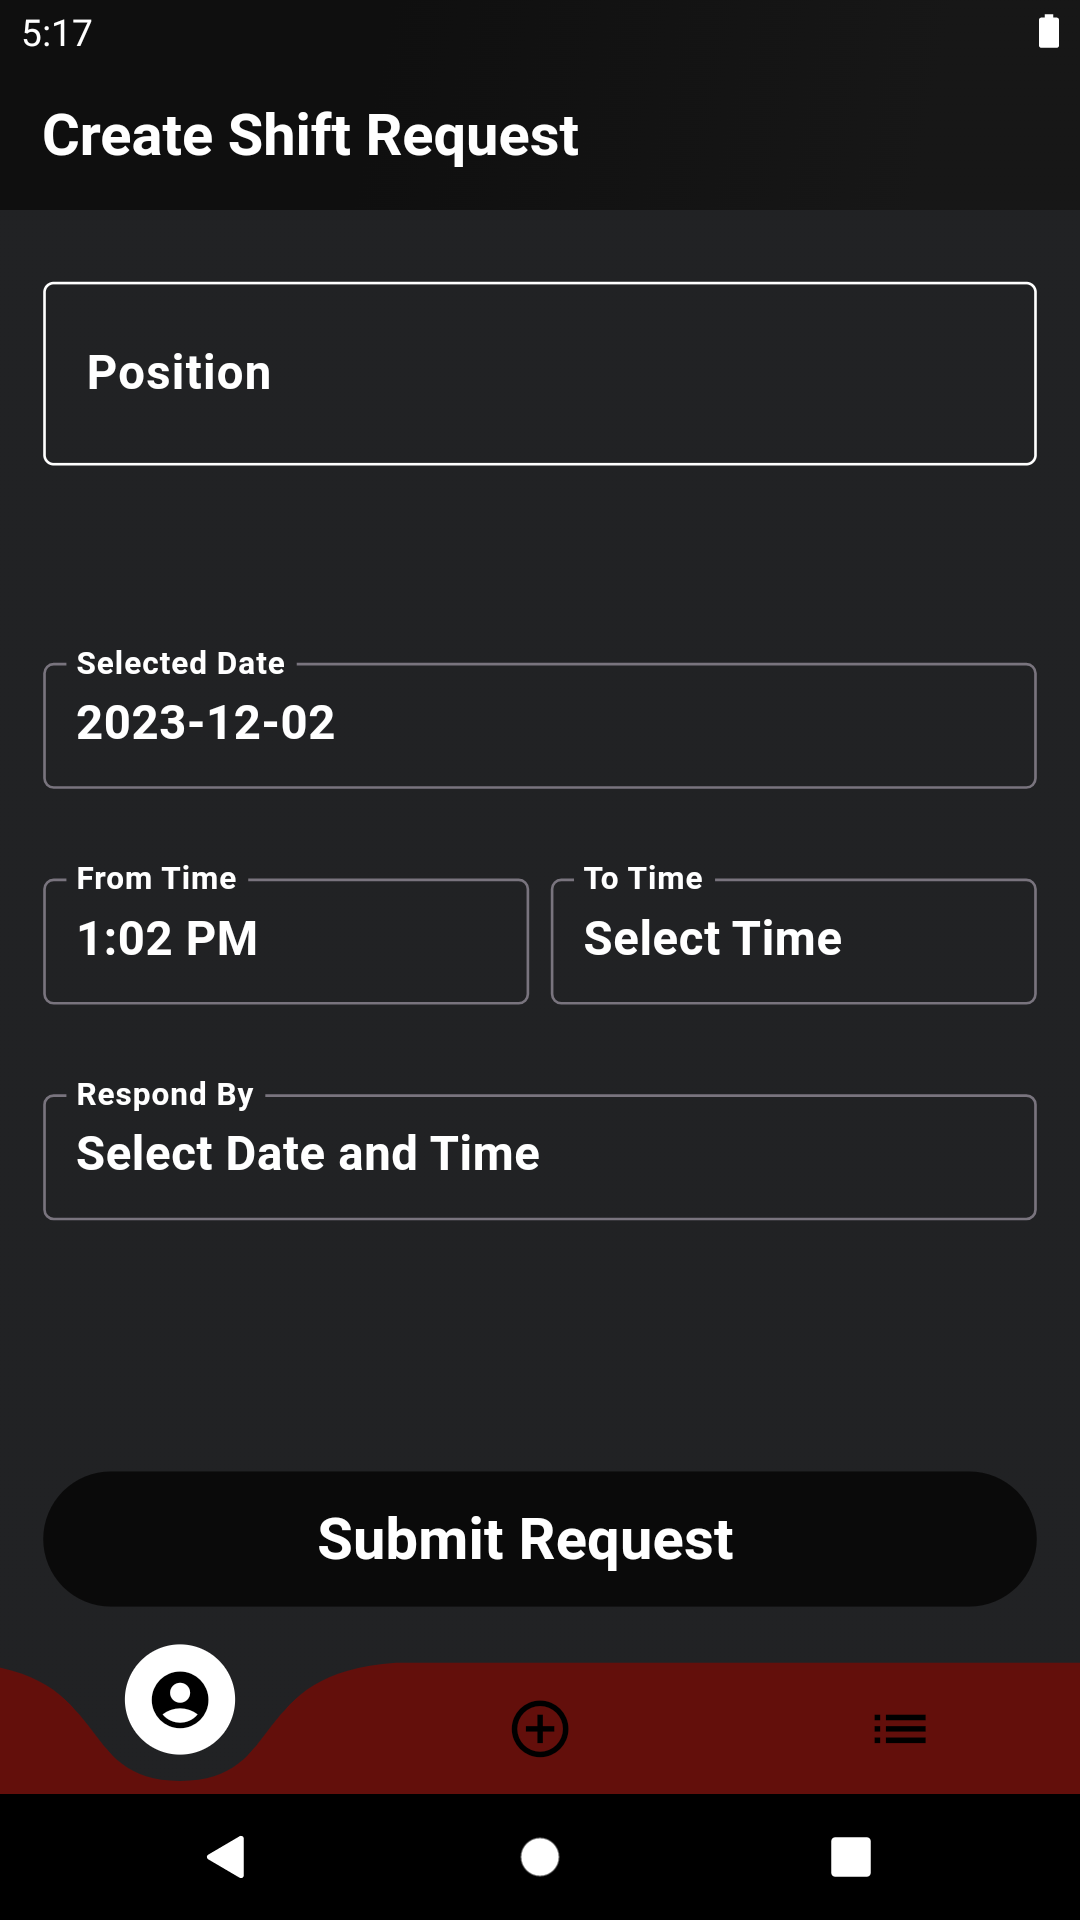 5:17
Create Shift Request
Position
Selected Date
2023-12-02
From Time
To Time
1:02 PM
Select Time
Respond By
Select Date and Time
Submit Request